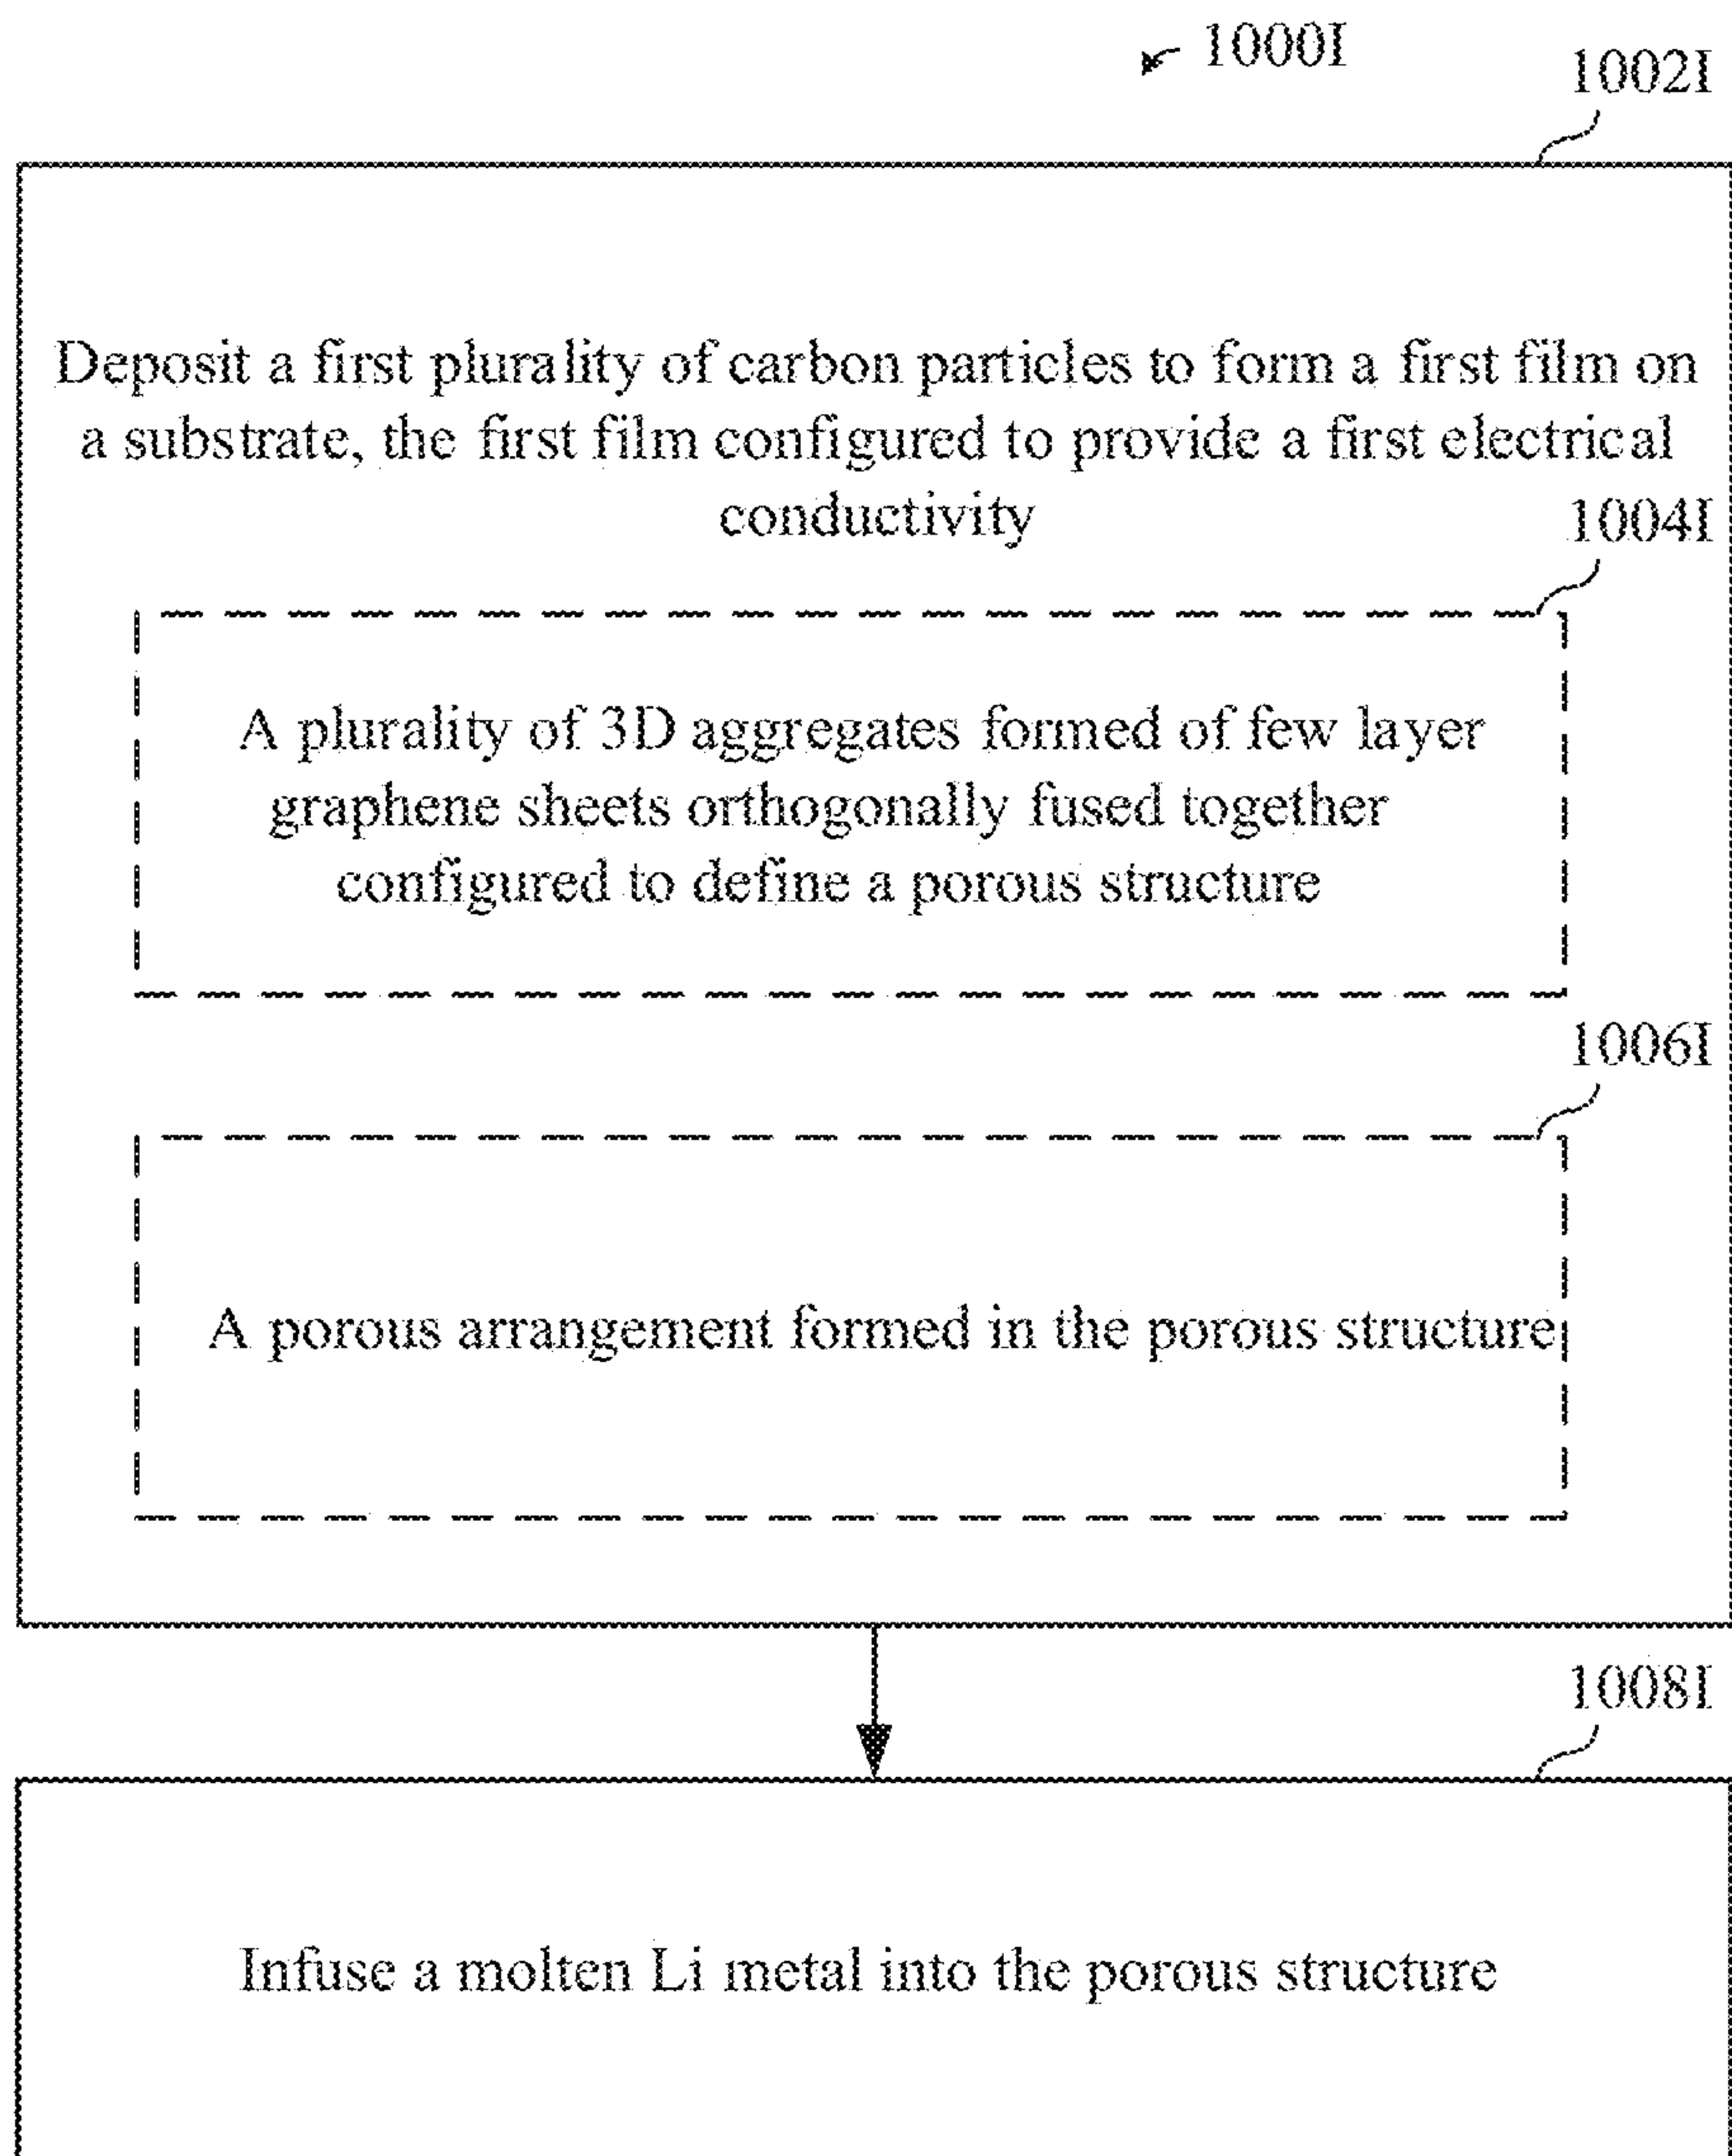 1000I
1002I
Deposit a first plurality of carbon particles to form a first film on
a substrate, the first film configured to provide a first electrical
conductivity
1004I
A plurality of 3D aggregates formed of few layer
graphene sheets orthogonally fused together
configured to define a porous structure
1006I
A porous arrangement formed in the porous structure
1008I
Infuse a molten Li metal into the porous structure